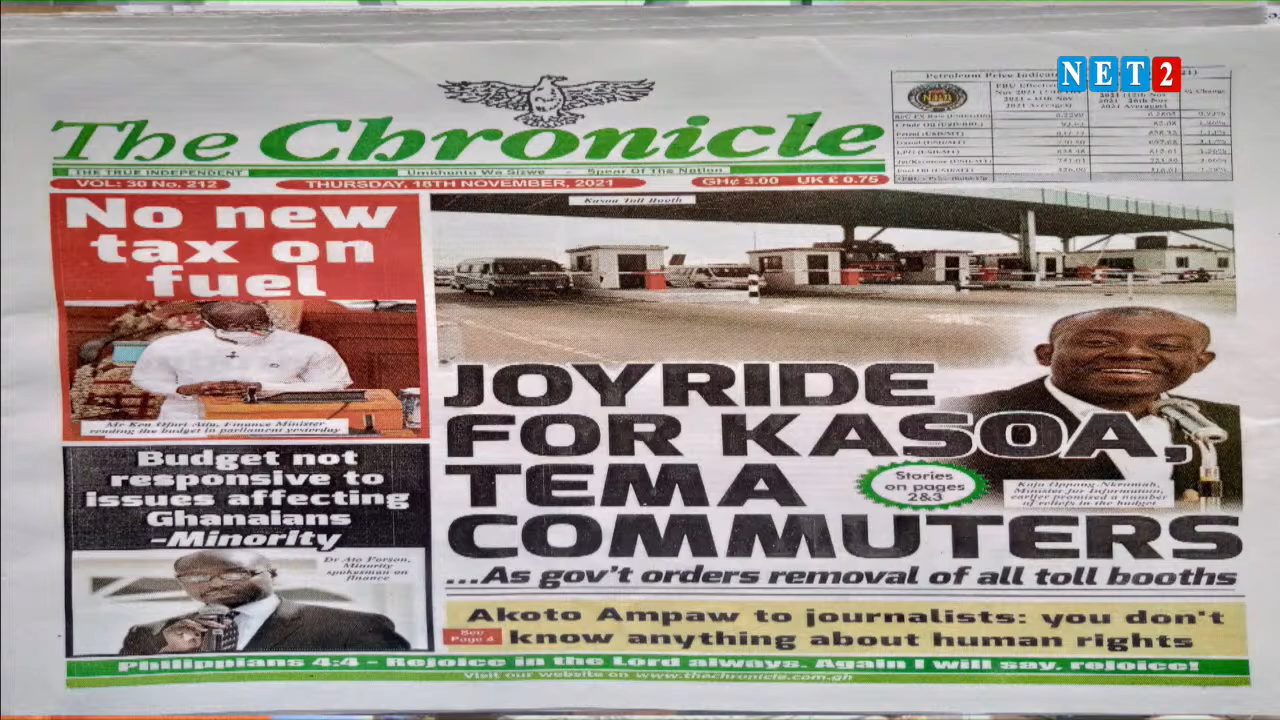 NET2
The Chronicle
THE TRUE INDEPENDENT
Umishonto We Sizwe - Spear Of The Nation
VOL: 30 No. 212
THURSDAY, 18TH NOVEMBER, 2021
GH¢ 3.00 UK £ 0.75
Petroleum Price
No new
tax on
fuel
Mr Ken Ofori-Atta, Finance Minister
reading the budget in parliament yesterday
Budget not
responsive to
issues affecting
Ghanaians
-Minority
Dr Ato Forson,
Minority
spokesman on
finance
Kasoa Toll Booth
JOYRIDE
FOR KASOA,
TEMA
COMMUTERS
Stories
on pages
2&3
Minister for Information,
earlier promised a number
of reliefs in the budget
...As gov't orders removal of all toll booths
Akoto Ampaw to journalists: you don't
know anything about human rights
See
Page 4
Philippians 4:4 - Rejoice in the Lord always. Again I will say, rejoice!
Visit our website on www.thechronicle.com.gh